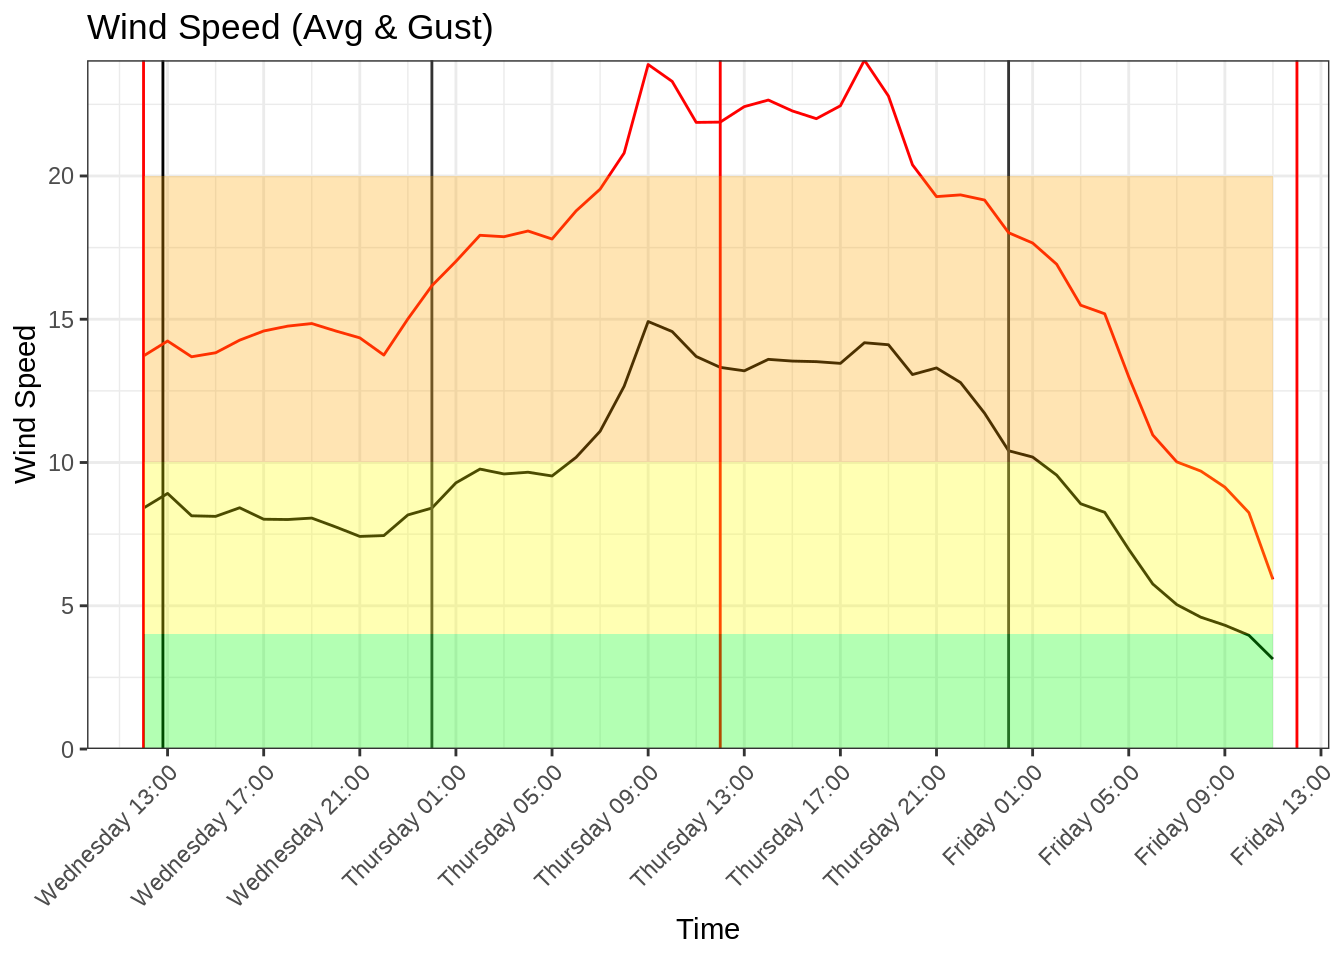 Wind Speed (Avg & Gust)
Wind Speed
20
15
10
5
0
Wednesday 13:00
Wednesday 17:00
Wednesday 21:00
Thursday 01:00
Thursday 05:00
Thursday 09:00
Thursday 13:00
Thursday 17:00
Thursday 21:00
Friday 01:00
Friday 05:00
Friday 09:00
Friday 13:00
Time